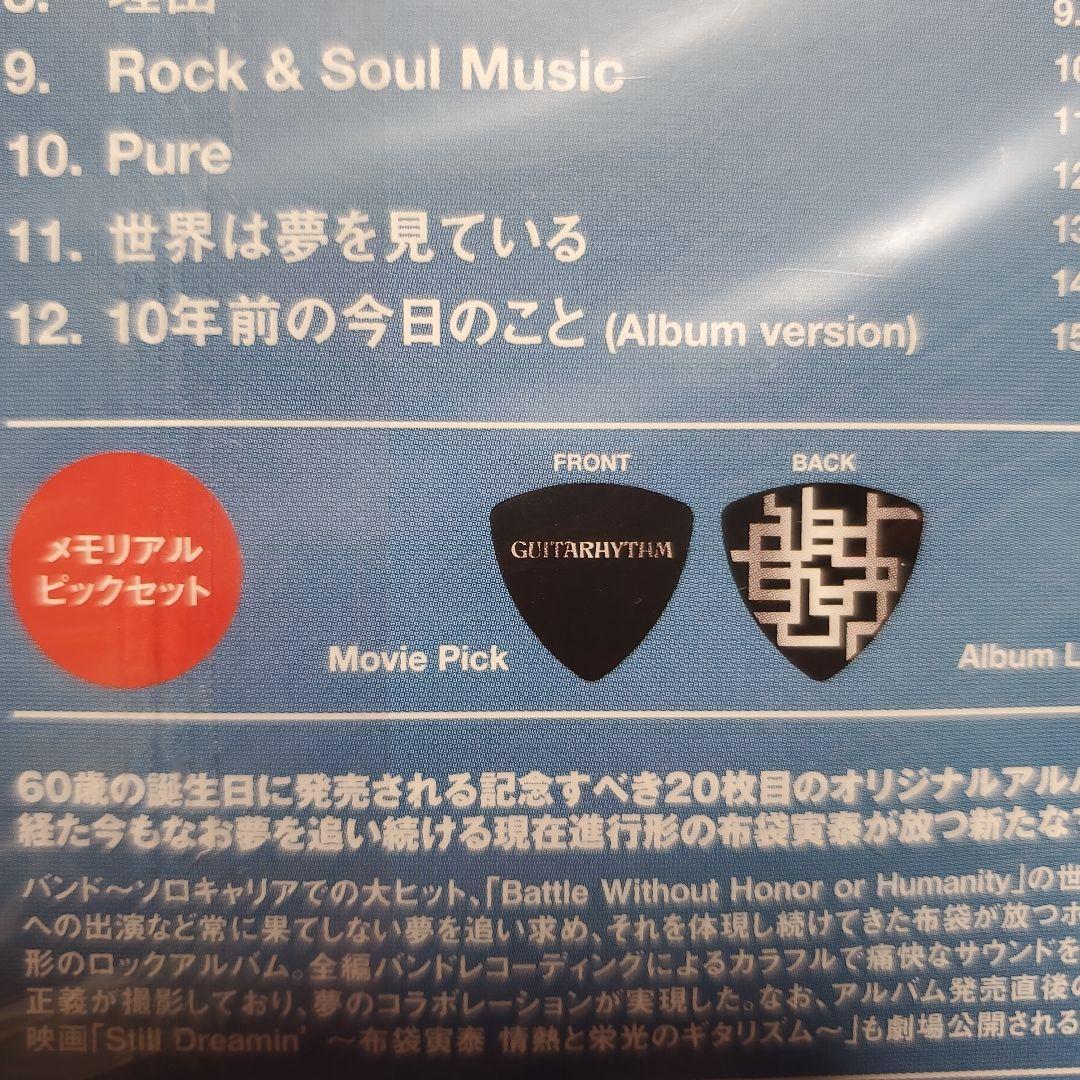 8. 理由
9. Rock & Soul Music
10. Pure
11. 世界は夢を見ている
12. 10年前の今日のこと (Album version)
9.
10
11
12
13
14
15
メモリアル
ピックセット
Movie Pick
FRONT
GUITARHYTHM
BACK
Album L
60歳の誕生日に発売される記念すべき20枚目のオリジナルアル
経た今もなお夢を追い続ける現在進行形の布袋寅泰が放つ新たな
バンド〜ソロキャリアでの大ヒット、「Battle Without Honor or Humanity」の世
への出演など常に果てしない夢を追い求め、それを体現し続けてきた布袋が放つポ
形のロックアルバム。全編バンドレコーディングによるカラフルで痛快なサウンドを
正義が撮影しており、夢のコラボレーションが実現した。なお、アルバム発売直後の
映画「Still Dreamin' 〜布袋寅泰 情熱と栄光のギタリズム〜」も劇場公開される